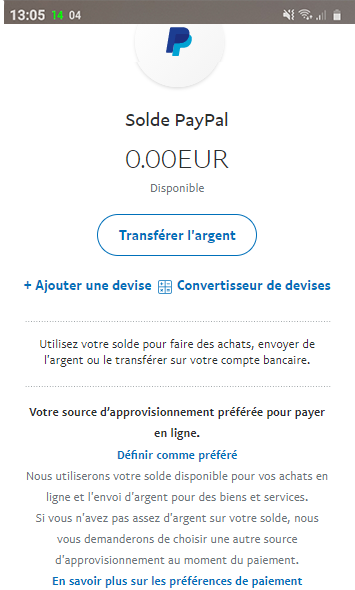 13:05 14 04
Solde PayPal
0.00EUR
Disponible
Transférer l'argent
+ Ajouter une devise Convertisseur de devises
Utilisez votre solde pour faire des achats, envoyer de
l'argent ou le transférer sur votre compte bancaire.
Votre source d'approvisionnement préférée pour payer
en ligne.
Définir comme préféré
Nous utiliserons votre solde disponible pour vos achats en
ligne et l'envoi d'argent pour des biens et services.
Si vous n'avez pas assez d'argent sur votre solde, nous
vous demanderons de choisir une autre source
d'approvisionnement au moment du paiement.
En savoir plus sur les préférences de paiement